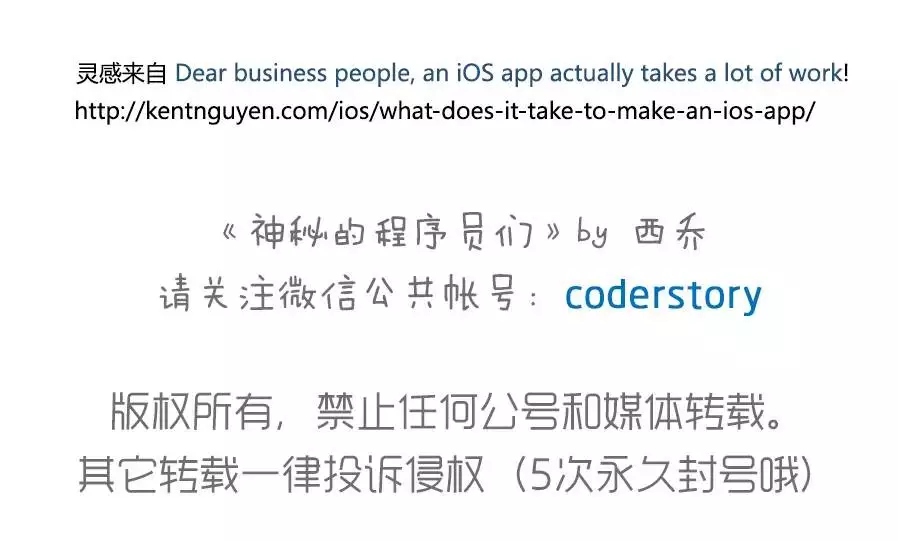 灵感来自 Dear business people, an iOS app actually takes a lot of work!
http://kentnguyen.com/ios/what-does-it-take-to-make-an-ios-app/
《神秘的程序员们》by 西乔
请关注微信公共帐号：coderstory
版权所有，禁止任何公号和媒体转载。
其它转载一律投诉侵权（5次永久封号哦）